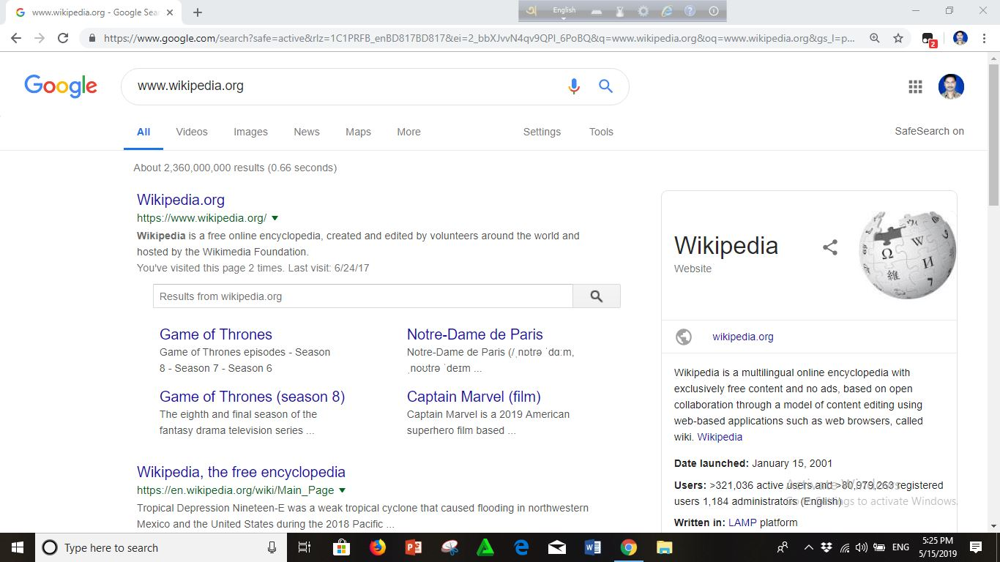 www.wikipedia.org - Google Sear
English
https://www.google.com/search?safe=active&rlz=1C1PRFB_enBD817BD817&ei=2_bbXJvvN4qv9QPI_6PoBQ&q=www.wikipedia.org&oq=www.wikipedia.org&gs_l=p...
2
Google
www.wikipedia.org
All Videos Images News Maps More Settings Tools
SafeSearch on
About 2,360,000,000 results (0.66 seconds)
Wikipedia.org
https://www.wikipedia.org/
Wikipedia is a free online encyclopedia, created and edited by volunteers around the world and
hosted by the Wikimedia Foundation.
You've visited this page 2 times. Last visit: 6/24/17
Results from wikipedia.org
Game of Thrones
Game of Thrones episodes - Season
8 - Season 7 - Season 6
Notre-Dame de Paris
Notre-Dame de Paris (/ˌnɒtrə ˈdɑːm,
ˌnoʊtrə ˈdeɪm ...
Game of Thrones (season 8)
The eighth and final season of the
fantasy drama television series ...
Captain Marvel (film)
Captain Marvel is a 2019 American
superhero film based ...
Wikipedia, the free encyclopedia
https://en.wikipedia.org/wiki/Main_Page
Tropical Depression Nineteen-E was a weak tropical cyclone that caused flooding in northwestern
Mexico and the United States during the 2018 Pacific ...
Wikipedia
Website
Ω W И 維
wikipedia.org
Wikipedia is a multilingual online encyclopedia with
exclusively free content and no ads, based on open
collaboration through a model of content editing using
web-based applications such as web browsers, called
wiki. Wikipedia
Date launched: January 15, 2001
Users: >321,036 active users and >80,970,263 registered
users 1,184 administrators (English)
Written in: LAMP platform
Activate Windows
Go to Settings to activate Windows.
Type here to search
ENG
5:25 PM
5/15/2019